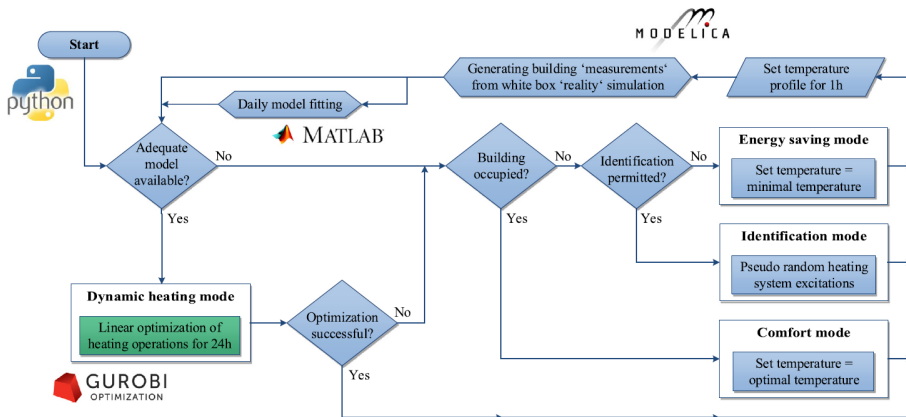 MODELICA
Start
python
Generating building ‘measurements‘
from white box ‘reality‘ simulation
Set temperature
profile for 1h
Daily model fitting
MATLAB
Adequate
model
available?
No
Yes
Building
occupied?
No
Yes
Identification
permitted?
No
Yes
Energy saving mode
Set temperature =
minimal temperature
Identification mode
Pseudo random heating
system excitations
Dynamic heating mode
Linear optimization of
heating operations for 24h
Optimization
successful?
No
Yes
Comfort mode
Set temperature =
optimal temperature
GUROBI
OPTIMIZATION